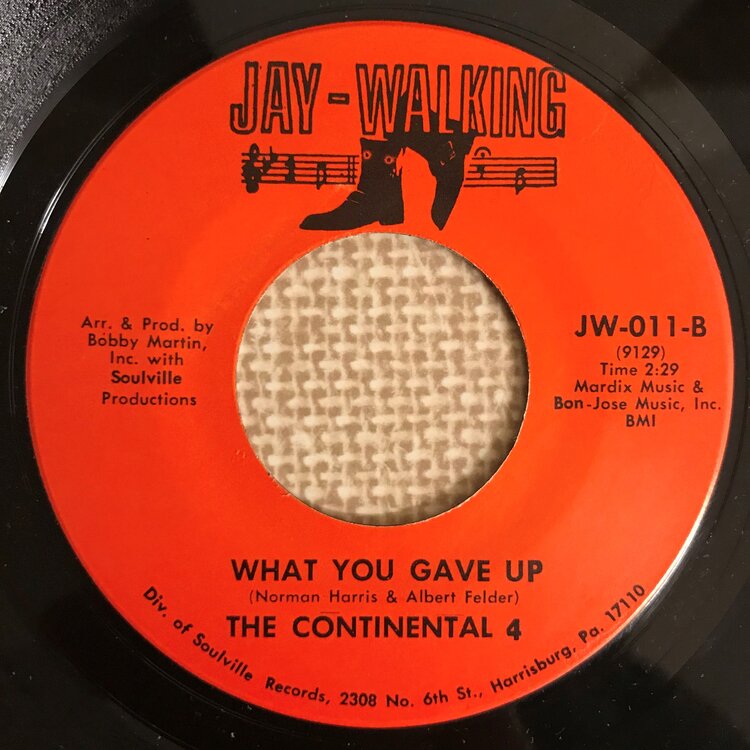 JAY-WALKING
Arr. & Prod. by
Bobby Martin,
Inc. with
Soulville
Productions
JW-011-B
(9129)
Time 2:29
Mardix Music &
Bon-Jose Music, Inc.
BMI
WHAT YOU GAVE UP
(Norman Harris & Albert Felder)
THE CONTINENTAL 4
Div. of Soulville Records, 2308 No. 6th St., Harrisburg, Pa. 17110